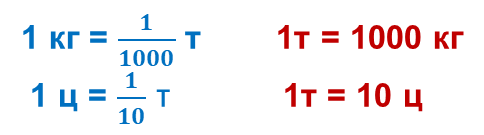 1 кг = 1/1000 т 1т = 1000 кг
1 ц = 1/10 т 1т = 10 ц